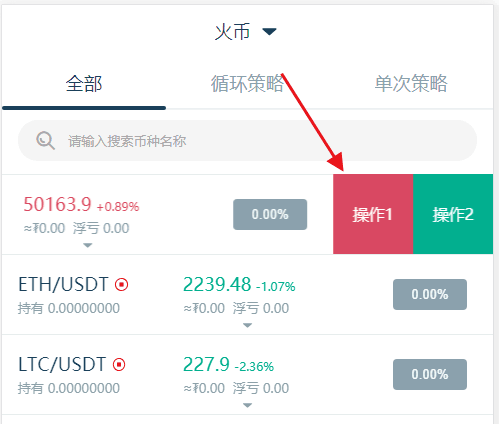 火币
全部 循环策略 单次策略
请输入搜索币种名称
50163.9 +0.89% 0.00% 操作1 操作2
≈₮0.00 浮亏 0.00
ETH/USDT 2239.48 -1.07% 0.00%
持有 0.00000000 ≈₮0.00 浮亏 0.00
LTC/USDT 227.9 -2.36% 0.00%
持有 0.00000000 ≈₮0.00 浮亏 0.00